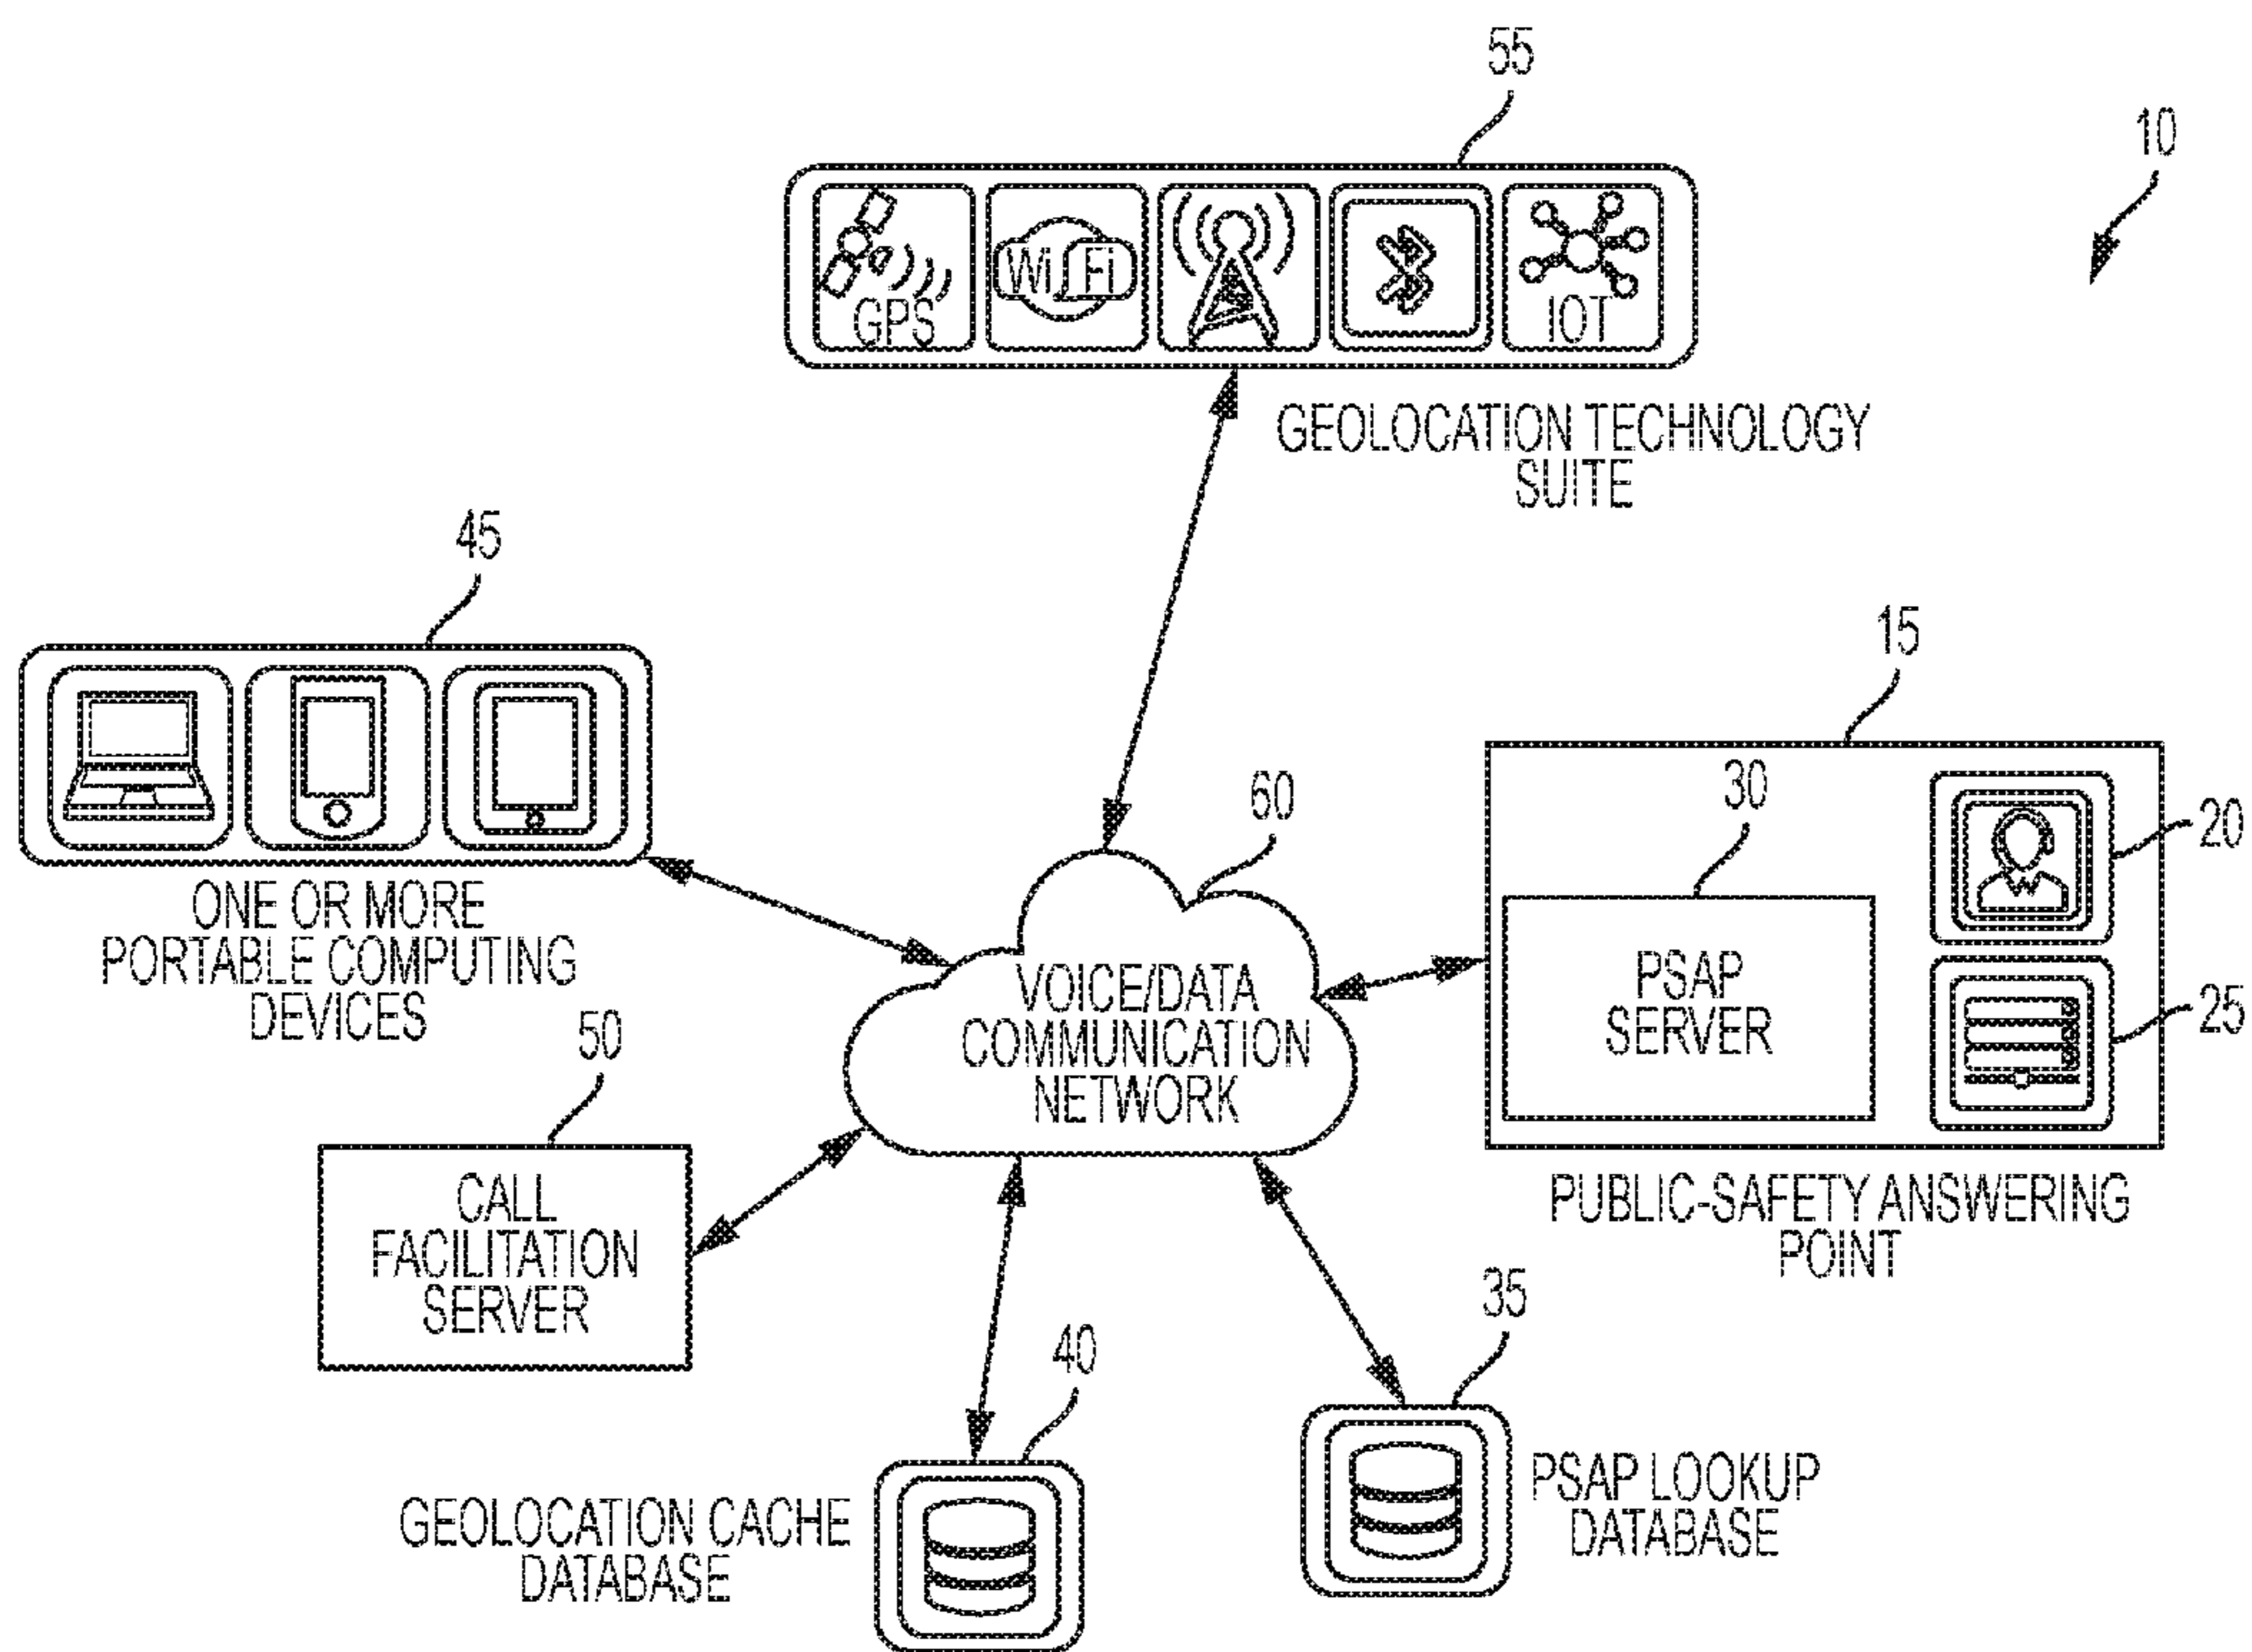 55
10
GPS
Wi Fi
IOT
GEOLOCATION TECHNOLOGY
SUITE
45
ONE OR MORE
PORTABLE COMPUTING
DEVICES
15
30
20
25
PSAP
SERVER
PUBLIC-SAFETY ANSWERING
POINT
60
VOICE/DATA
COMMUNICATION
NETWORK
50
CALL
FACILITATION
SERVER
40
GEOLOCATION CACHE
DATABASE
35
PSAP LOOKUP
DATABASE